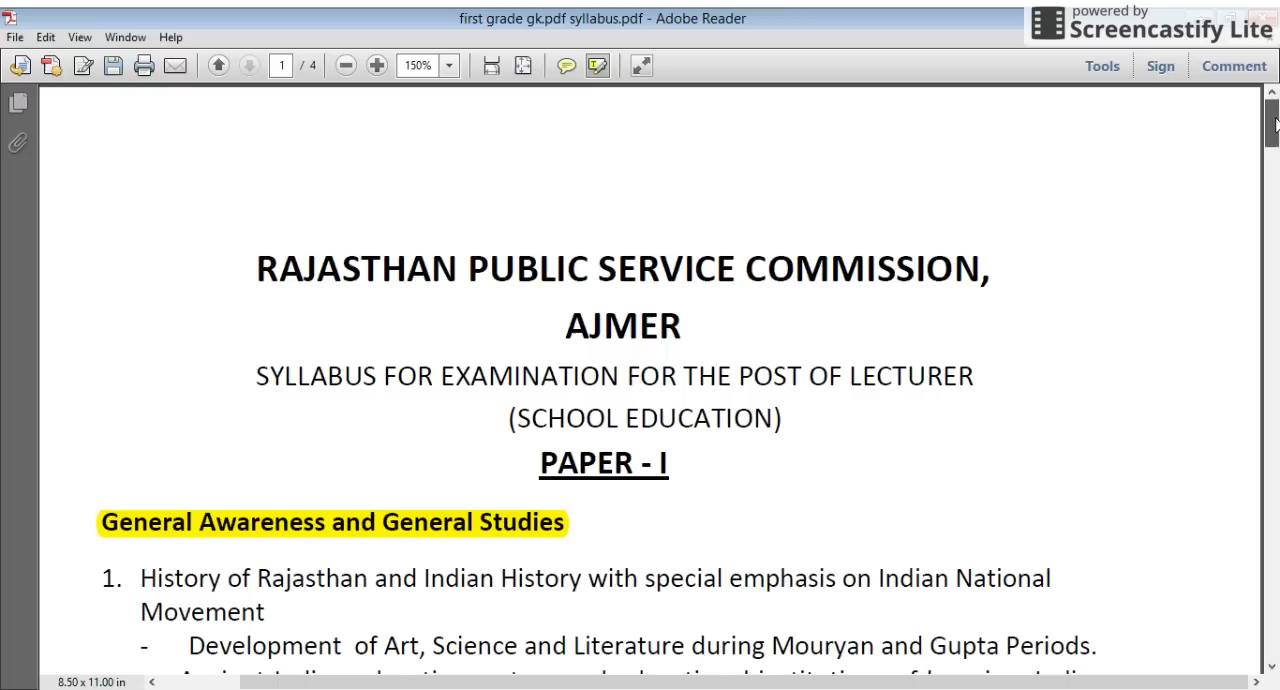 first grade gk.pdf syllabus.pdf - Adobe Reader
powered by
Screencastify Lite
File Edit View Window Help
1 / 4 150% Tools Sign Comment
RAJASTHAN PUBLIC SERVICE COMMISSION,
AJMER
SYLLABUS FOR EXAMINATION FOR THE POST OF LECTURER
(SCHOOL EDUCATION)
PAPER - I
General Awareness and General Studies
1. History of Rajasthan and Indian History with special emphasis on Indian National
Movement
- Development of Art, Science and Literature during Mouryan and Gupta Periods.
8.50 x 11.00 in